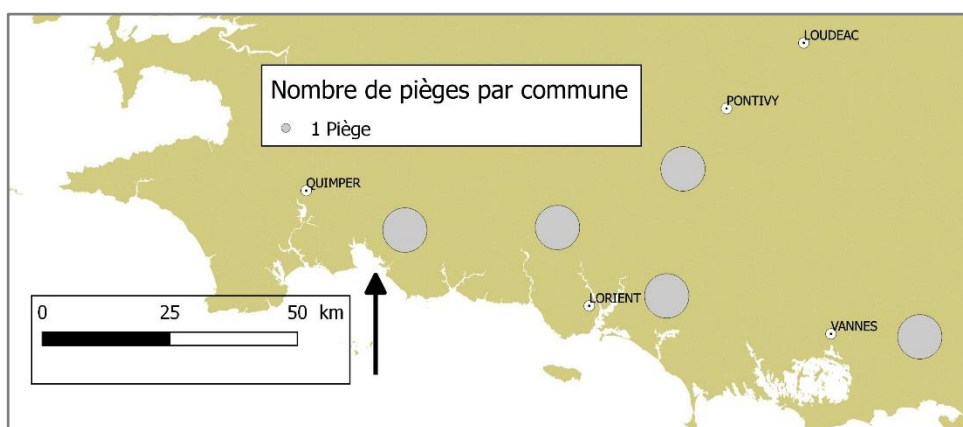 LOUDEAC
Nombre de pièges par commune
1 Piège
PONTIVY
QUIMPER
0 25 50 km
LORIENT
VANNES